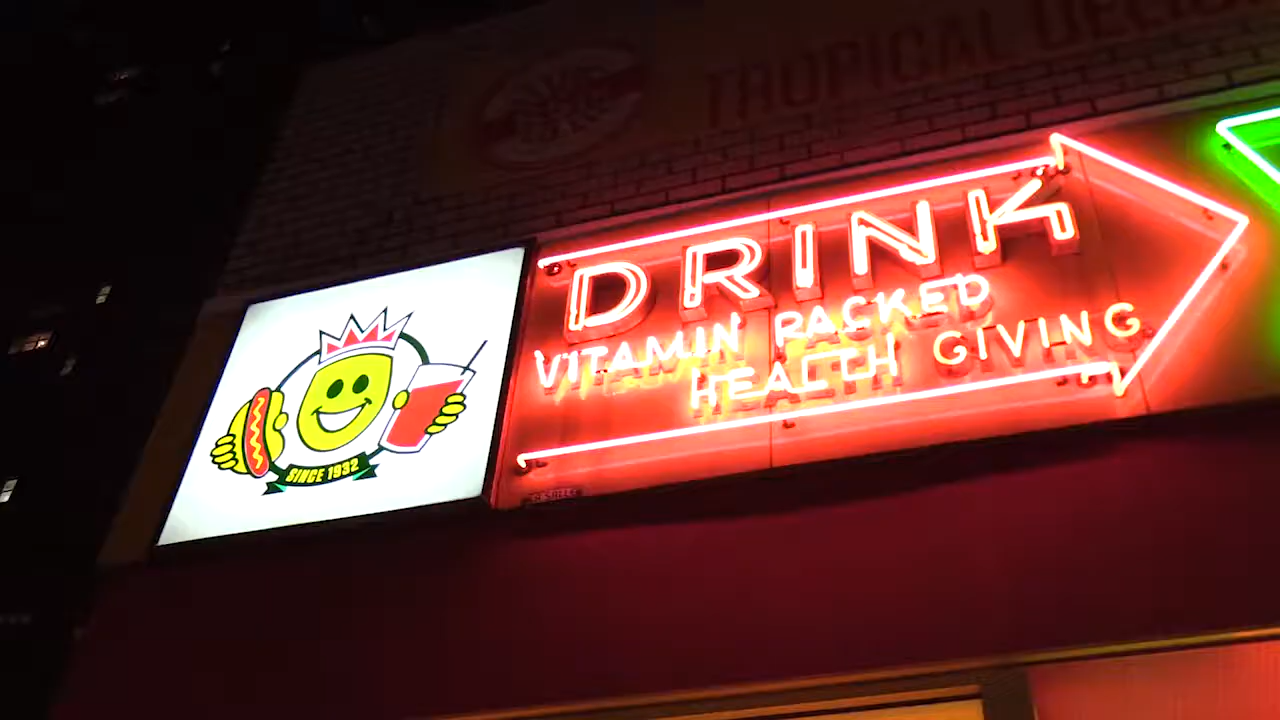 TROPICAL
DRINK
VITAMIN PACKED
HEALTH GIVING
SINCE 1932